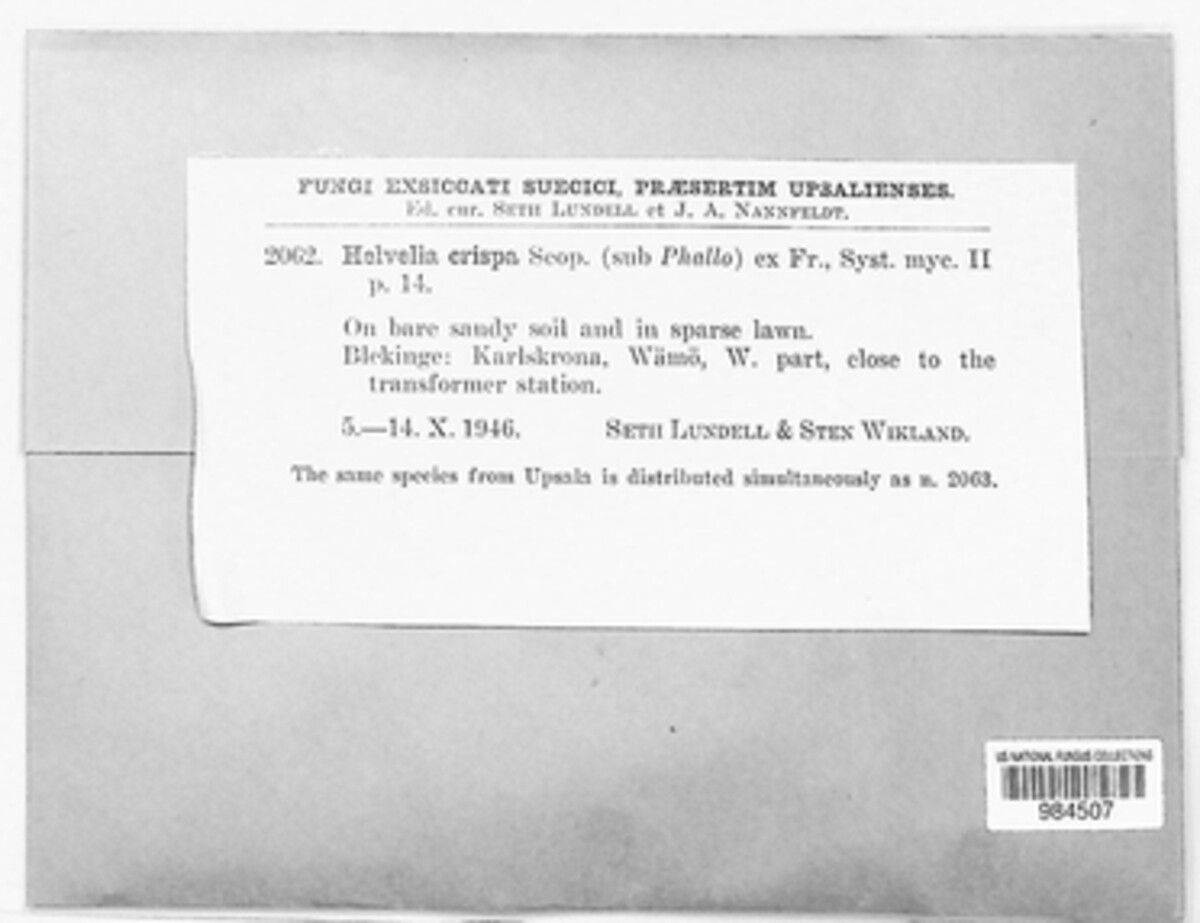 FUNGI EXSICCATI SUECICI, PRÆSERTIM UPSALIENSES.
Ed. cur. SETH LUNDELL et J. A. NANNFELDT.
2062. Helvella crispa Scop. (sub Phallo) ex Fr., Syst. myc. II
p. 14.
On bare sandy soil and in sparse lawn.
Blekinge: Karlskrona, Wämö, W. part, close to the
transformer station.
5.—14. X. 1946. SETH LUNDELL & STEN WIKLAND.
The same species from Upsala is distributed simultaneously as n. 2063.
US NATIONAL FUNGUS COLLECTIONS
984507